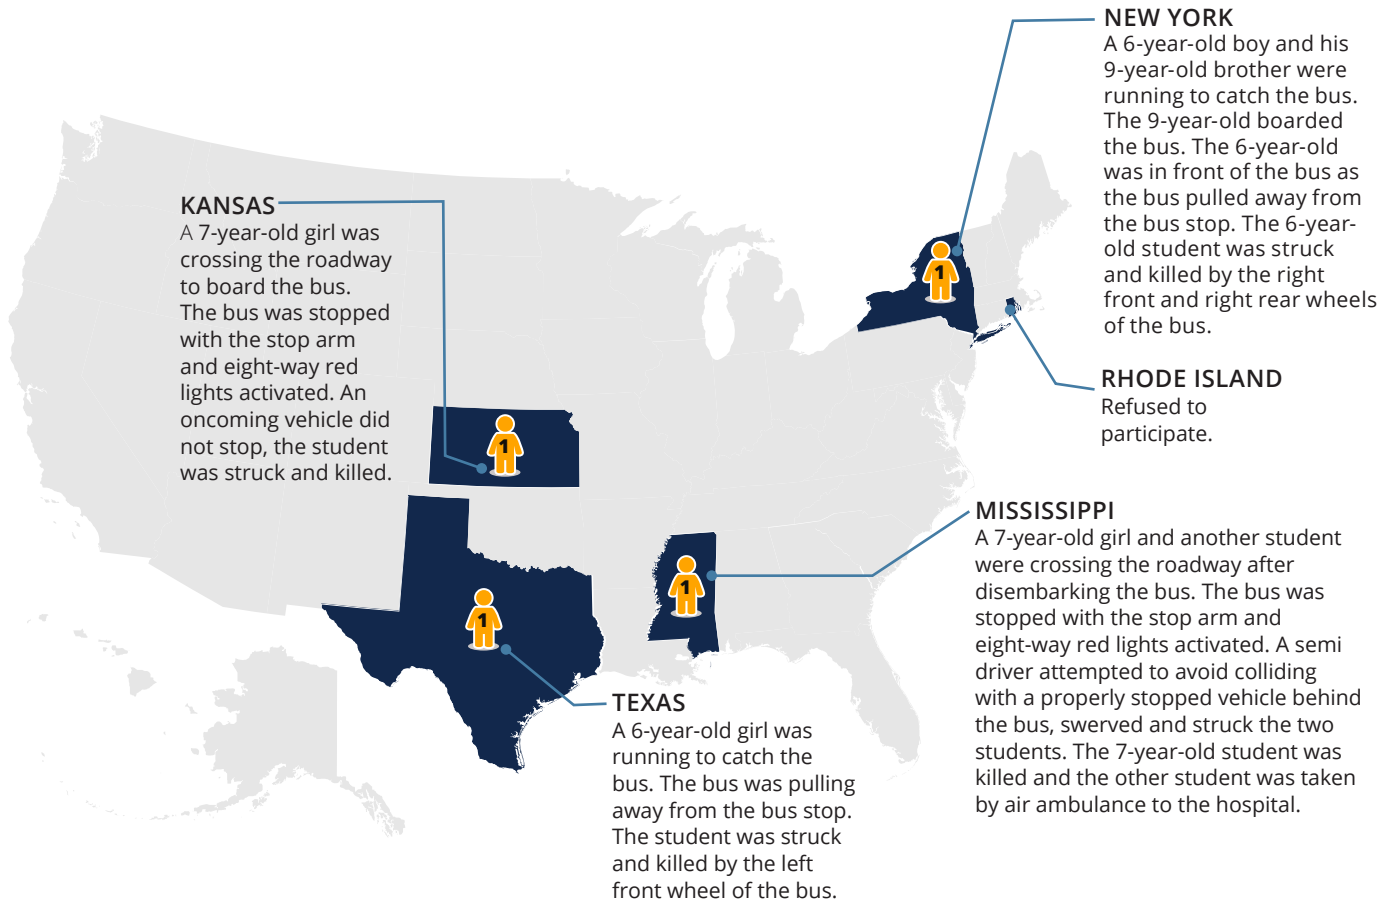 NEW YORK
A 6-year-old boy and his
9-year-old brother were
running to catch the bus.
The 9-year-old boarded
the bus. The 6-year-old
was in front of the bus as
the bus pulled away from
the bus stop. The 6-year-
old student was struck
and killed by the right
front and right rear wheels
of the bus.
KANSAS
A 7-year-old girl was
crossing the roadway
to board the bus.
The bus was stopped
with the stop arm
and eight-way red
lights activated. An
oncoming vehicle did
not stop, the student
was struck and killed.
1
RHODE ISLAND
Refused to
participate.
1
MISSISSIPPI
A 7-year-old girl and another student
were crossing the roadway after
disembarking the bus. The bus was
stopped with the stop arm and
eight-way red lights activated. A semi
driver attempted to avoid colliding
with a properly stopped vehicle behind
the bus, swerved and struck the two
students. The 7-year-old student was
killed and the other student was taken
by air ambulance to the hospital.
1
1
TEXAS
A 6-year-old girl was
running to catch the
bus. The bus was pulling
away from the bus stop.
The student was struck
and killed by the left
front wheel of the bus.